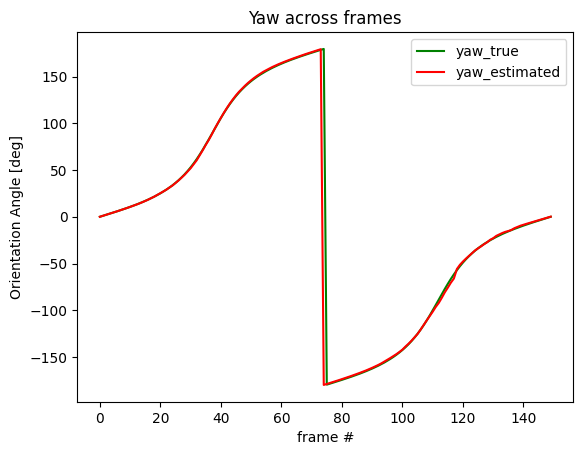 Yaw across frames
yaw_true
yaw_estimated
Orientation Angle [deg]
150
100
50
0
−50
−100
−150
0 20 40 60 80 100 120 140
frame #